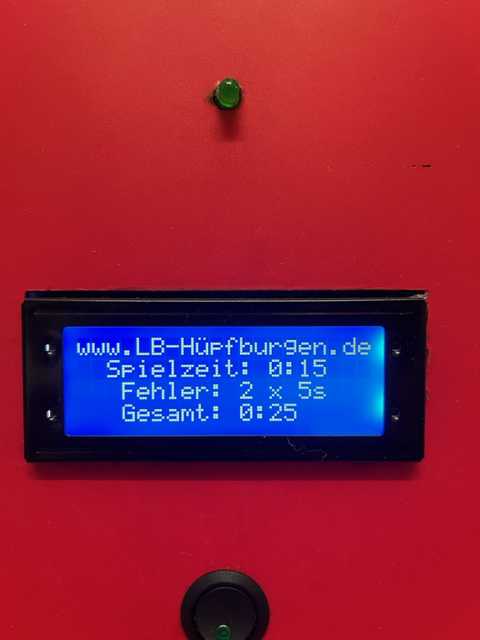 www.LB-Hüpfburgen.de
Spielzeit: 0:15
Fehler: 2 x 5s
Gesamt: 0:25